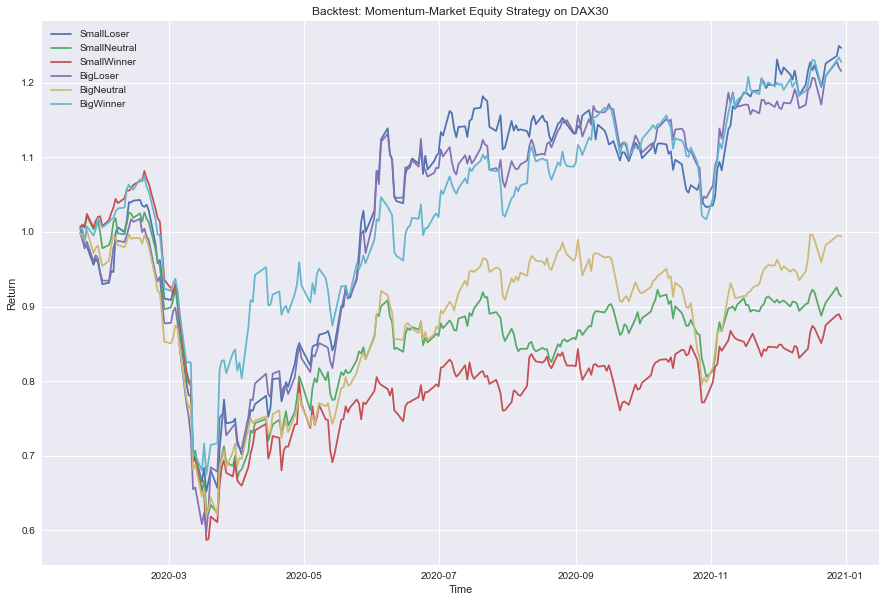 Backtest: Momentum-Market Equity Strategy on DAX30
SmallLoser
SmallNeutral
SmallWinner
BigLoser
BigNeutral
BigWinner
Return
1.2
1.1
1.0
0.9
0.8
0.7
0.6
2020-03 2020-05 2020-07 2020-09 2020-11 2021-01
Time